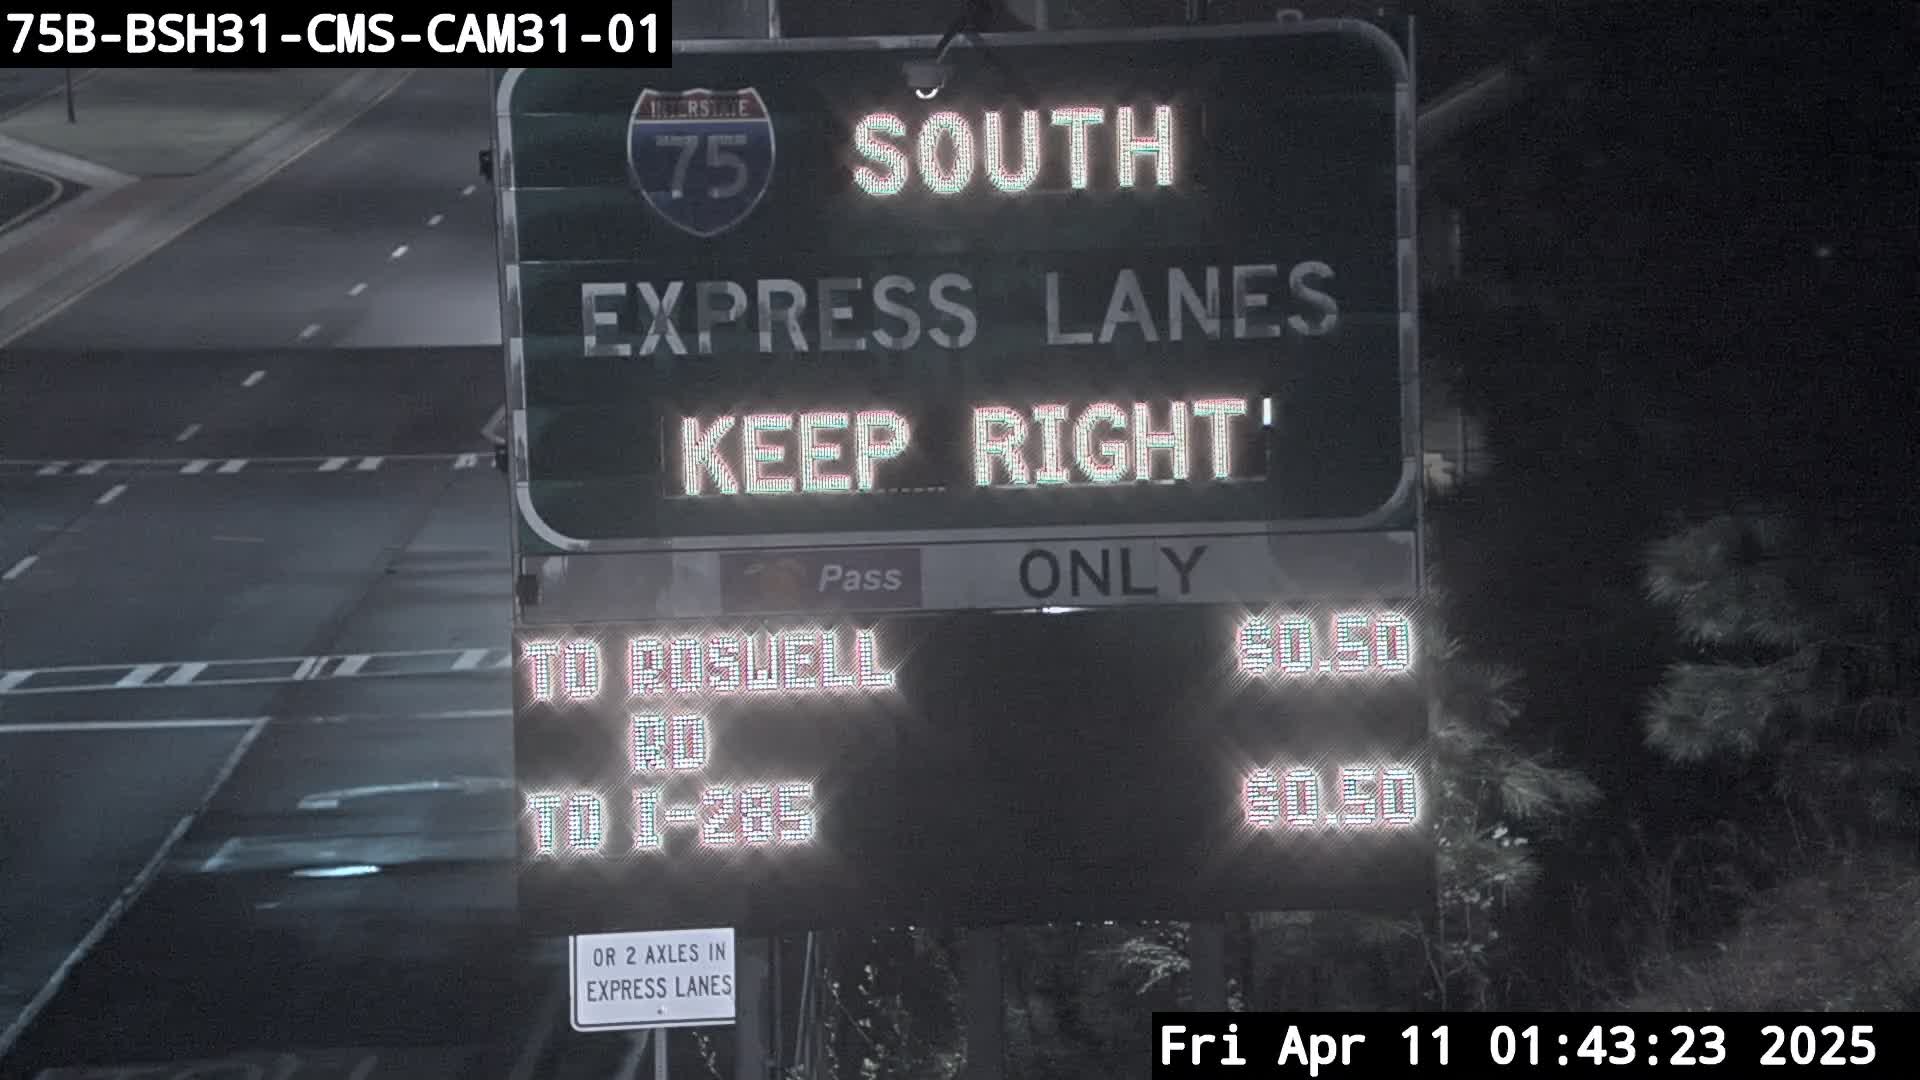 75B-BSH31-CMS-CAM31-01
INTERSTATE
75
SOUTH
EXPRESS LANES
KEEP RIGHT
Pass ONLY
TO ROSWELL $0.50
RD
TO I-285 $0.50
OR 2 AXLES IN
EXPRESS LANES
Fri Apr 11 01:43:23 2025